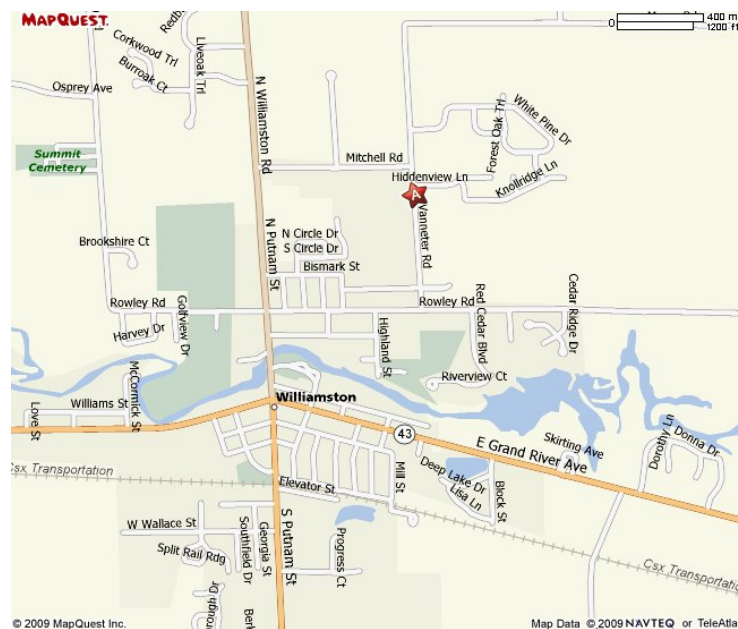 MAPQUEST.
0
400 m
1200 ft
Corkwood Trl
Liveoak Trl
Burroak Ct
Osprey Ave
N Williamston Rd
White Pine Dr
Forest Oak Trl
Summit
Cemetery
Mitchell Rd
Hiddenview Ln
Knollridge Ln
A
Vanneter Rd
N Putnam St
N Circle Dr
S Circle Dr
Brookshire Ct
Bismark St
Rowley Rd
Rowley Rd
Golfview Dr
Harvey Dr
Highland St
Red Cedar Blvd
Cedar Ridge Dr
McCormick St
Riverview Ct
Williams St
Love St
Williamston
43
E Grand River Ave
Skirting Ave
Dorothy Ln
Donna Dr
Csx Transportation
Elevator St
Mill St
Deep Lake Dr
Lisa Ln
Block St
W Wallace St
Split Rail Rdg
Southfield Dr
Georgia St
S Putnam St
Progress Ct
Csx Transportation
© 2009 MapQuest Inc.
Map Data © 2009 NAVTEQ or TeleAtla